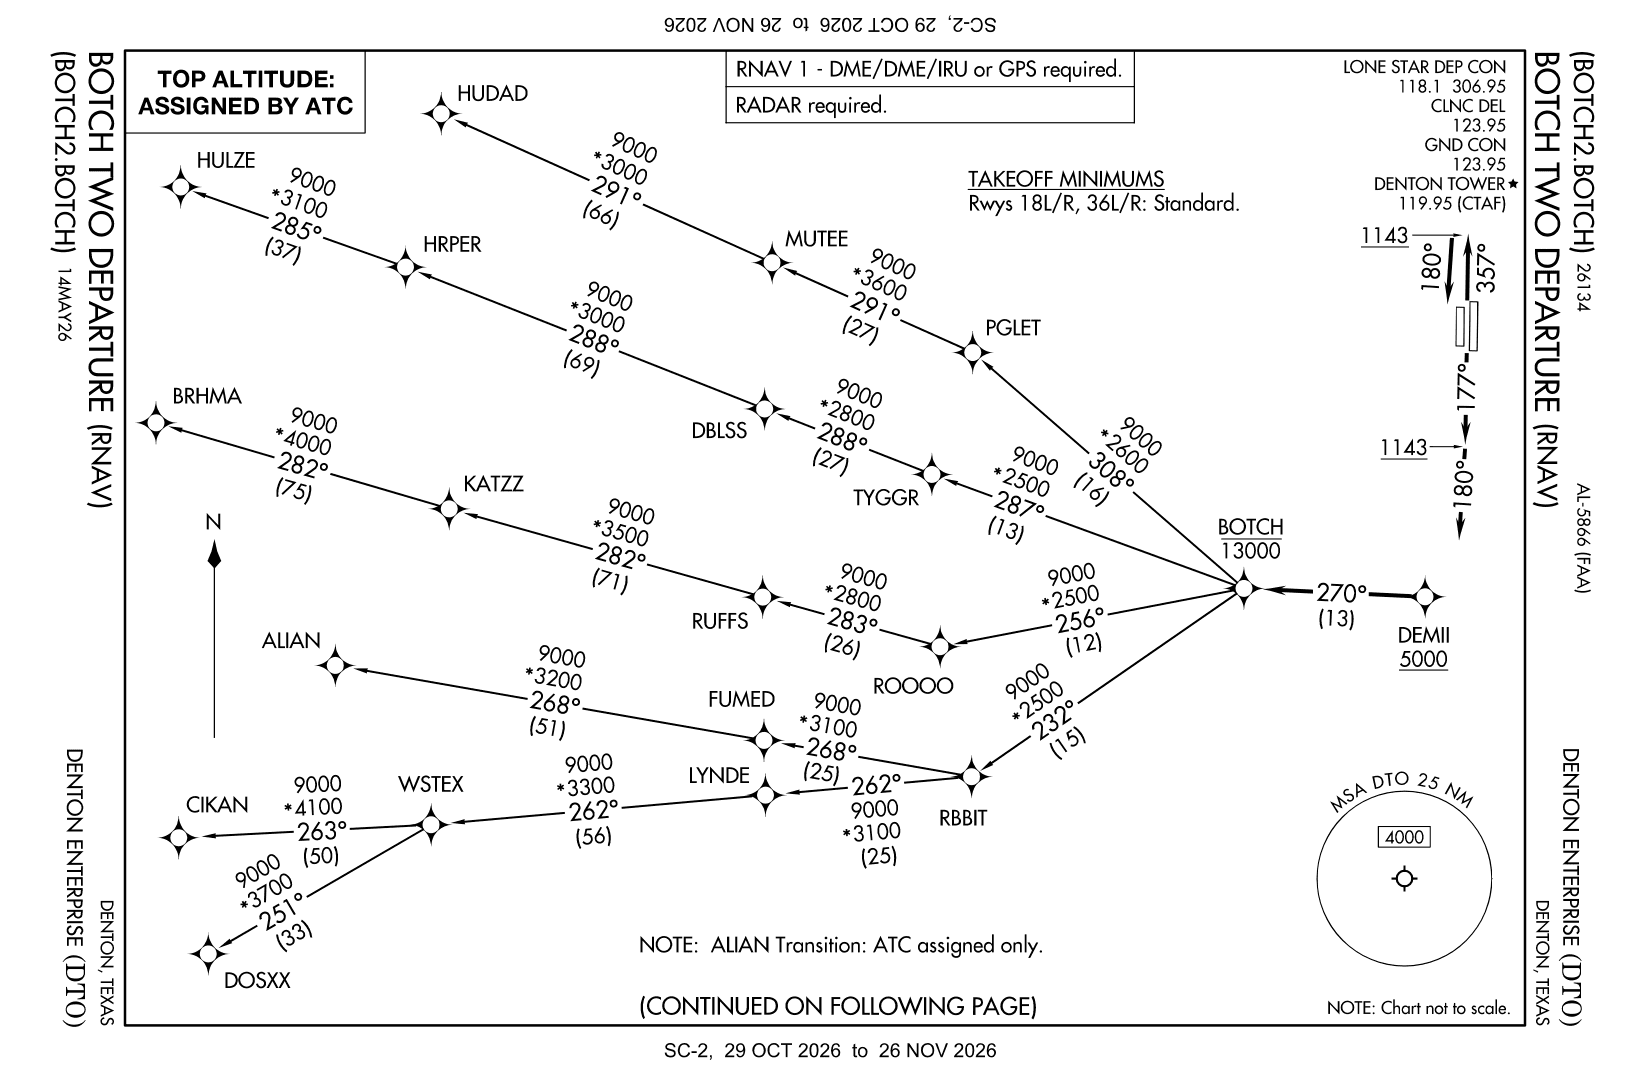 SC-2, 29 OCT 2026 to 26 NOV 2026
BOTCH TWO DEPARTURE (RNAV)
(BOTCH2.BOTCH) 14MAY26
DENTON ENTERPRISE (DTO)
DENTON, TEXAS
TOP ALTITUDE:
ASSIGNED BY ATC
RNAV 1 - DME/DME/IRU or GPS required.
RADAR required.
LONE STAR DEP CON
118.1 306.95
CLNC DEL
123.95
GND CON
123.95
DENTON TOWER★
119.95 (CTAF)
TAKEOFF MINIMUMS
Rwys 18L/R, 36L/R: Standard.
1143
180°
357°
177°
1143
180°
HUDAD
9000
*3000
291°
(66)
MUTEE
9000
*3600
291°
(27)
PGLET
9000
*2600
308°
(16)
HULZE
9000
*3100
285°
(37)
HRPER
9000
*3000
288°
(69)
DBLSS
9000
*2800
288°
(27)
TYGGR
9000
*2500
287°
(13)
BOTCH
13000
270°
(13)
DEMII
5000
BRHMA
9000
*4000
282°
(75)
KATZZ
9000
*3500
282°
(71)
RUFFS
9000
*2800
283°
(26)
ROOOO
9000
*2500
256°
(12)
N
ALIAN
9000
*3200
268°
(51)
FUMED
9000
*3100
268°
(25)
RBBIT
9000
*2500
232°
(15)
LYNDE
262°
9000
*3100
(25)
WSTEX
9000
*3300
262°
(56)
CIKAN
9000
*4100
263°
(50)
9000
*3700
251°
(33)
DOSXX
MSA DTO 25 NM
4000
NOTE: ALIAN Transition: ATC assigned only.
(CONTINUED ON FOLLOWING PAGE)
NOTE: Chart not to scale.
BOTCH TWO DEPARTURE (RNAV)
(BOTCH2.BOTCH) 26134
AL-5866 (FAA)
DENTON ENTERPRISE (DTO)
DENTON, TEXAS
SC-2, 29 OCT 2026 to 26 NOV 2026